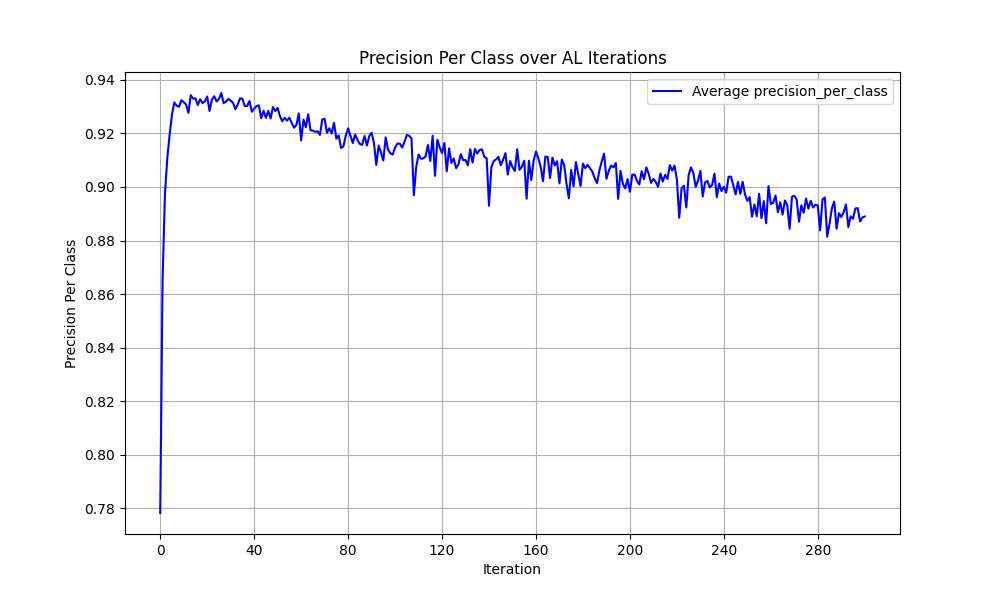 Precision Per Class over AL Iterations
Average precision_per_class
Precision Per Class
0.94
0.92
0.90
0.88
0.86
0.84
0.82
0.80
0.78
0 40 80 120 160 200 240 280
Iteration